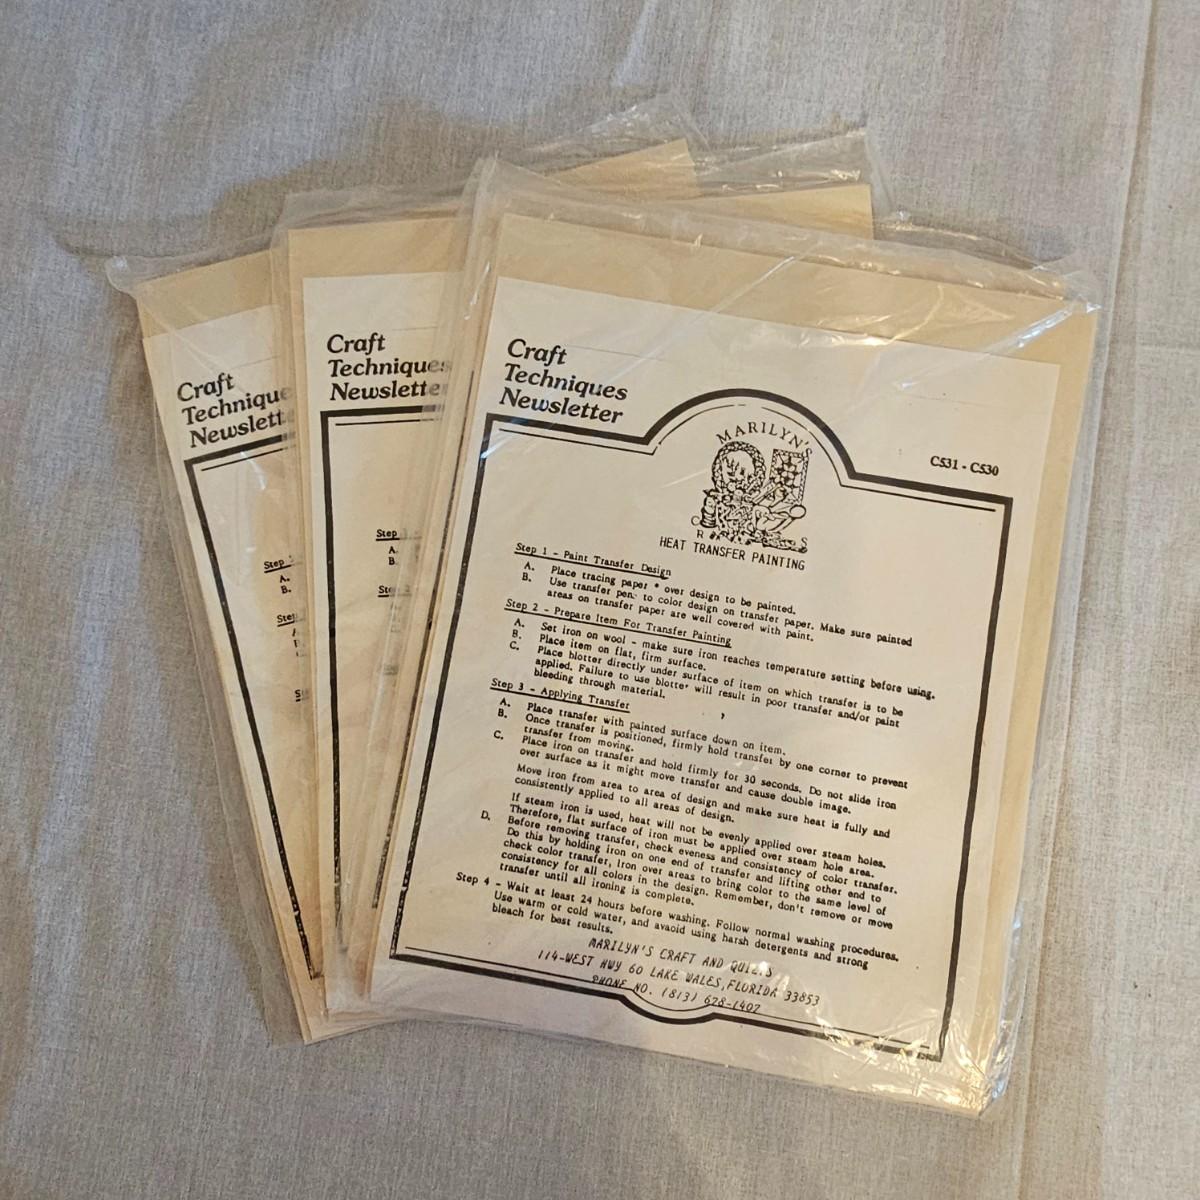 Craft
Techniques
Newsletter
MARILYN'S
C531 - C530
C
R S
HEAT TRANSFER PAINTING
Step 1 - Paint Transfer Design
A. Place tracing paper * over design to be painted.
B. Use transfer pen. to color design on transfer paper. Make sure painted
areas on transfer paper are well covered with paint.
Step 2 - Prepare Item For Transfer Painting
A. Set iron on wool - make sure iron reaches temperature setting before using.
B. Place item on flat, firm surface.
C. Place blotter directly under surface of item on which transfer is to be
applied. Failure to use blotter will result in poor transfer and/or paint
bleeding through material.
Step 3 - Applying Transfer
A. Place transfer with painted surface down on item.
B. Once transfer is positioned, firmly hold transfer by one corner to prevent
transfer from moving.
C. Place iron on transfer and hold firmly for 30 seconds. Do not slide iron
over surface as it might move transfer and cause double image.
Move iron from area to area of design and make sure heat is fully and
consistently applied to all areas of design.
If steam iron is used, heat will not be evenly applied over steam holes.
Therefore, flat surface of iron must be applied over steam hole area.
D. Before removing transfer, check eveness and consistency of color transfer.
Do this by holding iron on one end of transfer and lifting other end to
check color transfer, Iron over areas to bring color to the same level of
consistency for all colors in the design. Remember, don't remove or move
transfer until all ironing is complete.
Step 4 - Wait at least 24 hours before washing. Follow normal washing procedures.
Use warm or cold water, and avaoid using harsh detergents and strong
bleach for best results.
MARILYN'S CRAFT AND QUILTS
114-WEST HWY 60 LAKE WALES, FLORIDA 33853
PHONE NO. (813) 678-1407
Craft
Techniques
Newsletter
Step
A.
B.
Step
Craft
Technique
Newslett
Step
A.
B.
Step